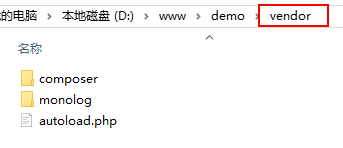 的电脑 › 本地磁盘 (D:) › www › demo › vendor
名称
composer
monolog
autoload.php